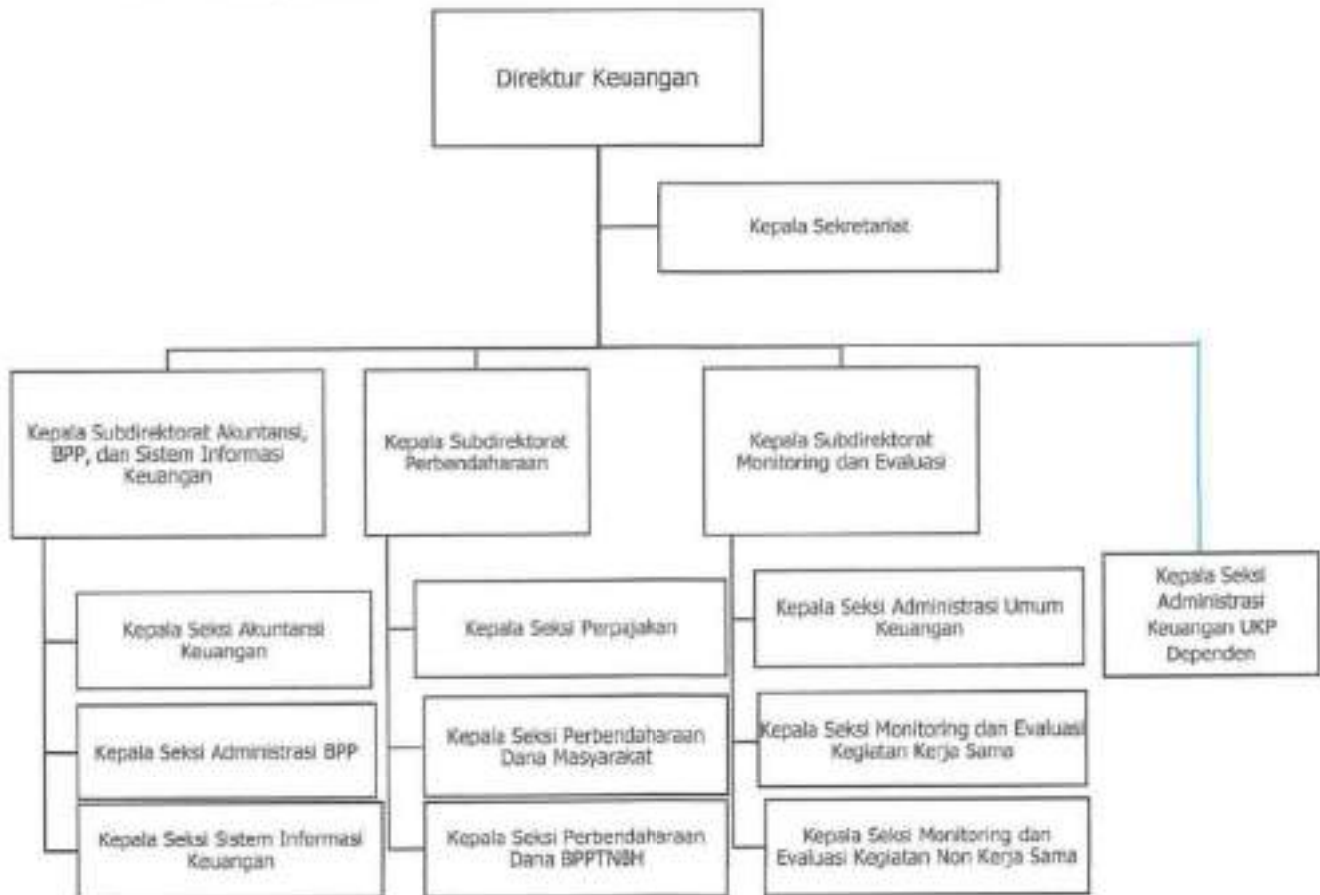 Direktur Keuangan
Kepala Sekretariat
Kepala Subdirektorat Akuntansi,
BPP, dan Sistem Informasi
Keuangan
Kepala Subdirektorat
Perbendaharaan
Kepala Subdirektorat
Monitoring dan Evaluasi
Kepala Seksi
Administrasi
Keuangan UKP
Dependen
Kepala Seksi Akuntansi
Keuangan
Kepala Seksi Perpajakan
Kepala Seksi Administrasi Umum
Keuangan
Kepala Seksi Administrasi BPP
Kepala Seksi Perbendaharaan
Dana Masyarakat
Kepala Seksi Monitoring dan Evaluasi
Kegiatan Kerja Sama
Kepala Seksi Sistem Informasi
Keuangan
Kepala Seksi Perbendaharaan
Dana BPPTNBH
Kepala Seksi Monitoring dan
Evaluasi Kegiatan Non Kerja Sama